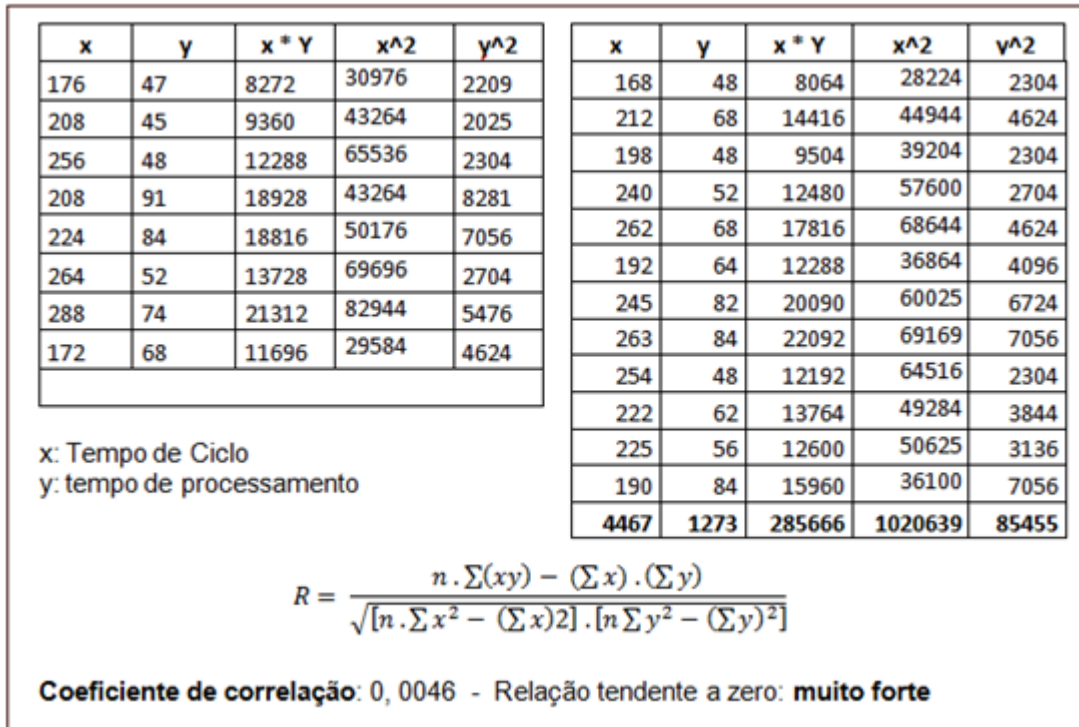 x y x * Y x^2 y^2
176 47 8272 30976 2209
208 45 9360 43264 2025
256 48 12288 65536 2304
208 91 18928 43264 8281
224 84 18816 50176 7056
264 52 13728 69696 2704
288 74 21312 82944 5476
172 68 11696 29584 4624
x: Tempo de Ciclo
y: tempo de processamento
x y x * Y x^2 y^2
168 48 8064 28224 2304
212 68 14416 44944 4624
198 48 9504 39204 2304
240 52 12480 57600 2704
262 68 17816 68644 4624
192 64 12288 36864 4096
245 82 20090 60025 6724
263 84 22092 69169 7056
254 48 12192 64516 2304
222 62 13764 49284 3844
225 56 12600 50625 3136
190 84 15960 36100 7056
4467 1273 285666 1020639 85455
R = n . ∑(xy) − (∑ x) . (∑ y)
√[n . ∑ x² − (∑ x)2] . [n ∑ y² − (∑ y)²]
Coeficiente de correlação: 0, 0046 - Relação tendente a zero: muito forte